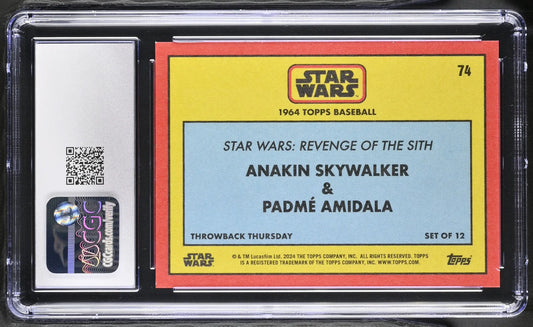 STAR
WARS
74
1964 TOPPS BASEBALL
STAR WARS: REVENGE OF THE SITH
ANAKIN SKYWALKER
&
PADMÉ AMIDALA
THROWBACK THURSDAY SET OF 12
STAR
WARS
© & TM Lucasfilm Ltd. 2024 THE TOPPS COMPANY, INC. ALL RIGHTS RESERVED. TOPPS
IS A REGISTERED TRADEMARK OF THE TOPPS COMPANY, INC. WWW.TOPPS.COM.
Topps
CGC